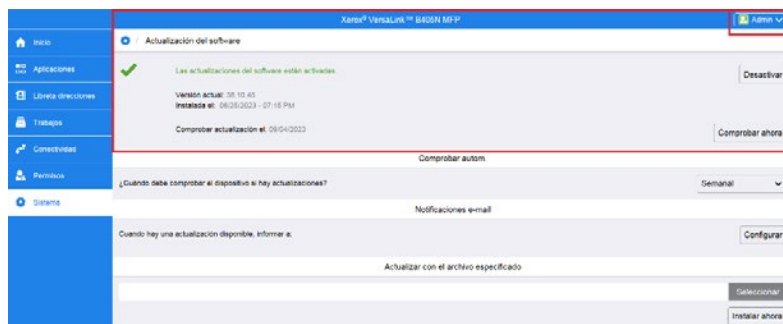 Xerox® VersaLink™ B405N MFP
Admin
Inicio
Aplicaciones
Libreta direcciones
Trabajos
Conectividad
Permisos
Sistema
/ Actualización del software
Las actualizaciones del software están activadas.
Desactivar
Versión actual: 38.10.45
Instalada el: 06/25/2023 - 07:15 PM
Comprobar actualización el: 09/04/2023
Comprobar ahora
Comprobar autom.
¿Cuándo debe comprobar el dispositivo si hay actualizaciones?
Semanal
Notificaciones e-mail
Cuando hay una actualización disponible, informar a:
Configurar
Actualizar con el archivo especificado
Seleccionar
Instalar ahora